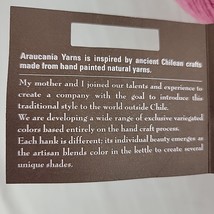 Araucania Yarns is inspired by ancient Chilean crafts
made from hand painted natural yarns.
My mother and I joined our talents and experience to
create a company with the goal to introduce this
traditional style to the world outside Chile.
We are developing a wide range of exclusive variegated
colors based entirely on the hand craft process.
Each hank is different: its individual beauty emerges as
the artisan blends color in the kettle to create several
unique shades.